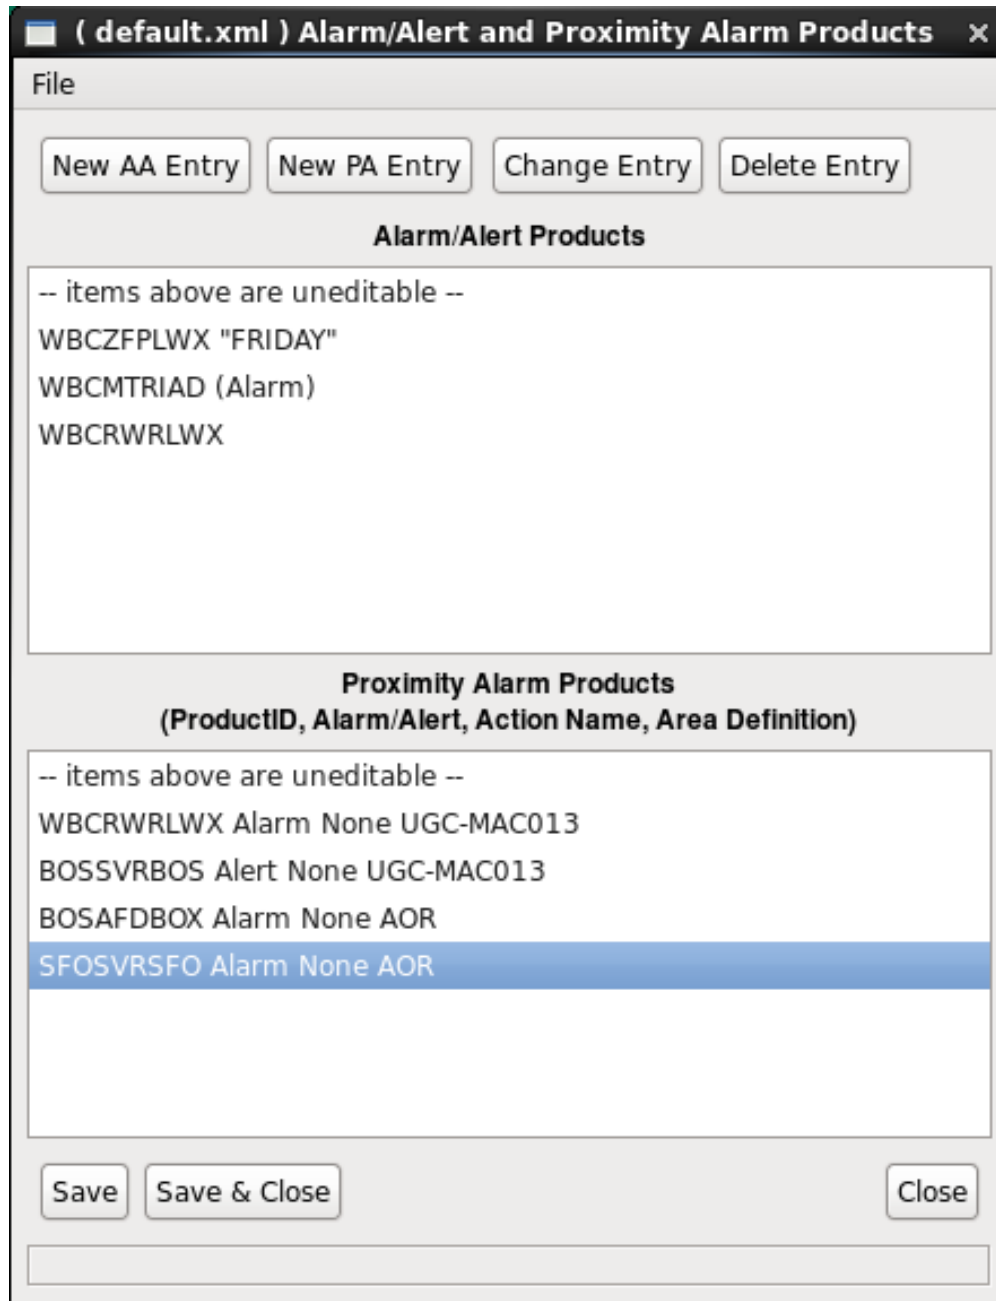 ( default.xml ) Alarm/Alert and Proximity Alarm Products
File
New AA Entry New PA Entry Change Entry Delete Entry
Alarm/Alert Products
-- items above are uneditable --
WBCZFPLWX "FRIDAY"
WBCMTRIAD (Alarm)
WBCRWRLWX
Proximity Alarm Products
(ProductID, Alarm/Alert, Action Name, Area Definition)
-- items above are uneditable --
WBCRWRLWX Alarm None UGC-MAC013
BOSSVRBOS Alert None UGC-MAC013
BOSAFDBOX Alarm None AOR
SFOSVRSFO Alarm None AOR
Save Save & Close Close